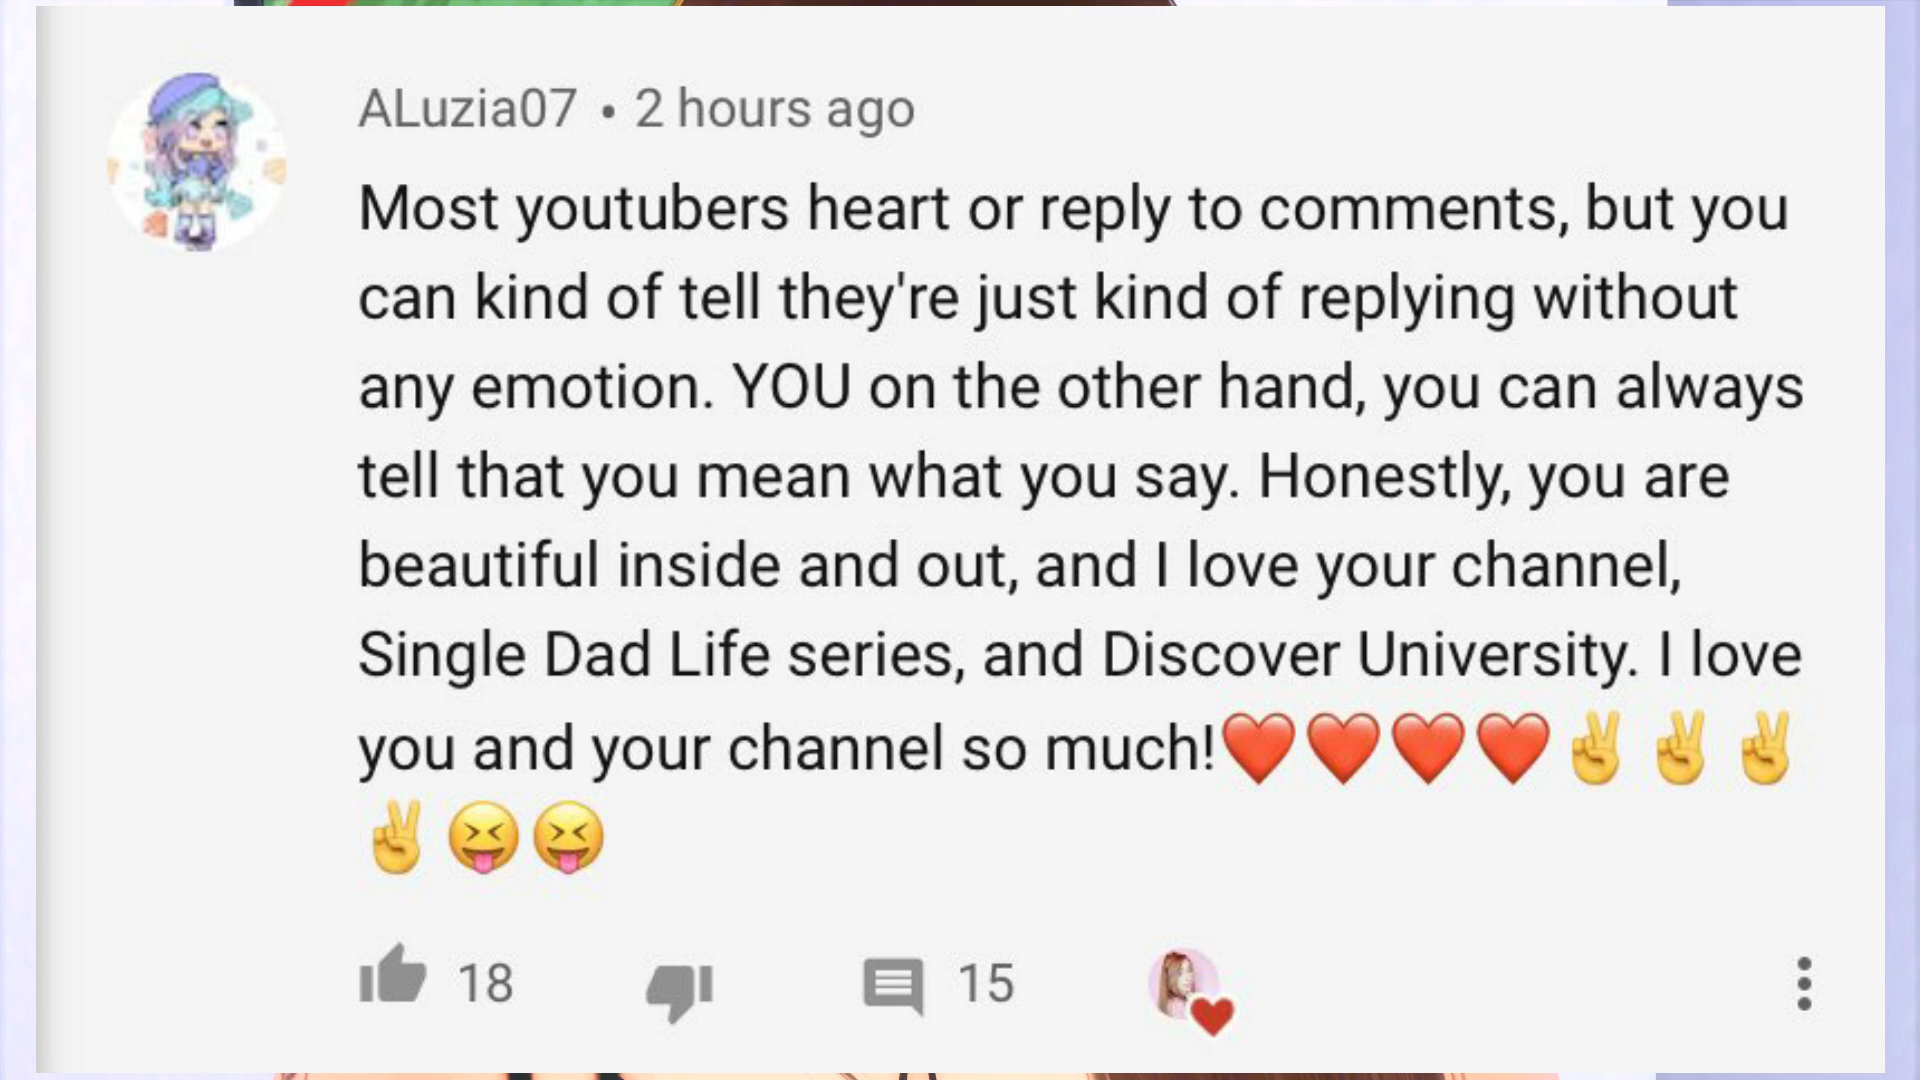 ALuzia07 • 2 hours ago
Most youtubers heart or reply to comments, but you
can kind of tell they're just kind of replying without
any emotion. YOU on the other hand, you can always
tell that you mean what you say. Honestly, you are
beautiful inside and out, and I love your channel,
Single Dad Life series, and Discover University. I love
you and your channel so much!❤️❤️❤️❤️✌️✌️✌️
✌️😝😝
18 15